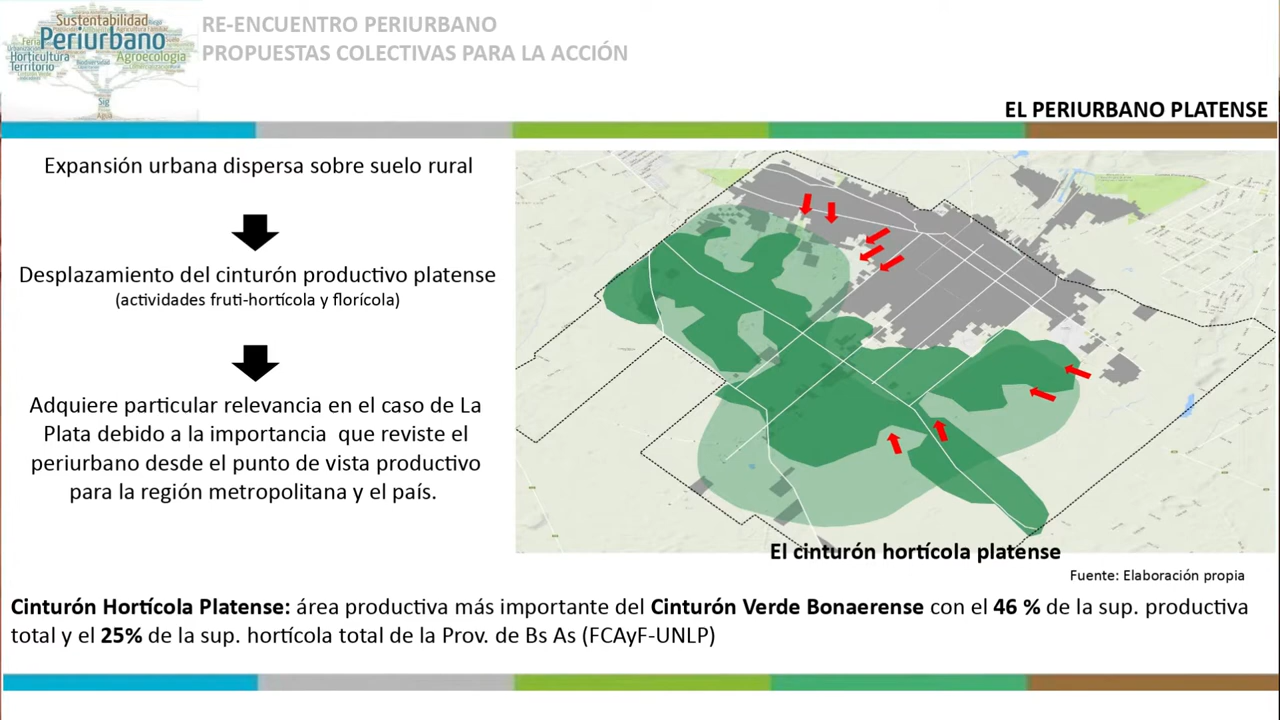 Sustentabilidad
Periurbano
Feria
Horticultura
Agroecología
Territorio
Sig
RE-ENCUENTRO PERIURBANO
PROPUESTAS COLECTIVAS PARA LA ACCIÓN
EL PERIURBANO PLATENSE
Expansión urbana dispersa sobre suelo rural
Desplazamiento del cinturón productivo platense
(actividades fruti-hortícola y florícola)
Adquiere particular relevancia en el caso de La
Plata debido a la importancia que reviste el
periurbano desde el punto de vista productivo
para la región metropolitana y el país.
El cinturón hortícola platense
Fuente: Elaboración propia
Cinturón Hortícola Platense: área productiva más importante del Cinturón Verde Bonaerense con el 46 % de la sup. productiva
total y el 25% de la sup. hortícola total de la Prov. de Bs As (FCAyF-UNLP)